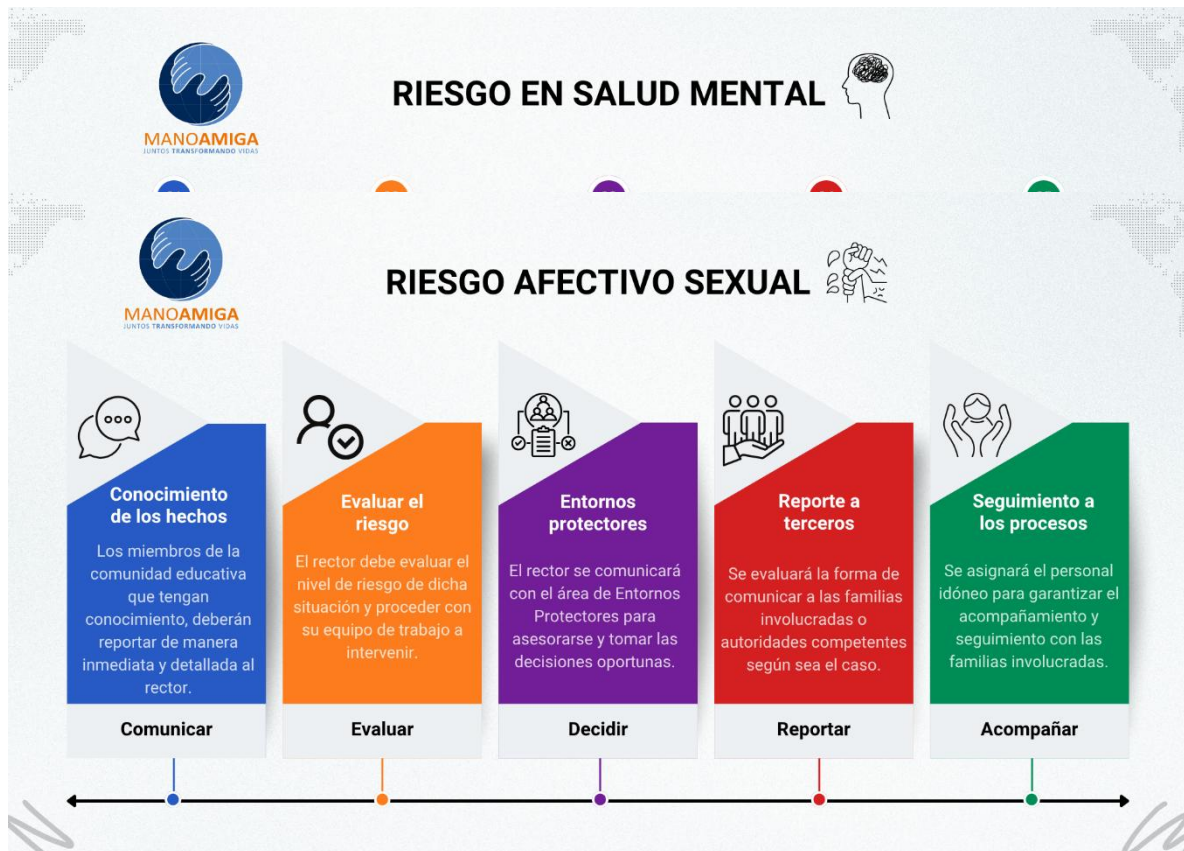 MANOAMIGA
JUNTOS TRANSFORMANDO VIDAS
RIESGO EN SALUD MENTAL
MANOAMIGA
JUNTOS TRANSFORMANDO VIDAS
RIESGO AFECTIVO SEXUAL
Conocimiento
de los hechos
Los miembros de la
comunidad educativa
que tengan
conocimiento, deberán
reportar de manera
inmediata y detallada al
rector.
Comunicar
Evaluar el
riesgo
El rector debe evaluar el
nivel de riesgo de dicha
situación y proceder con
su equipo de trabajo a
intervenir.
Evaluar
Entornos
protectores
El rector se comunicará
con el área de Entornos
Protectores para
asesorarse y tomar las
decisiones oportunas.
Decidir
Reporte a
terceros
Se evaluará la forma de
comunicar a las familias
involucradas o
autoridades competentes
según sea el caso.
Reportar
Seguimiento a
los procesos
Se asignará el personal
idóneo para garantizar el
acompañamiento y
seguimiento con las
familias involucradas.
Acompañar